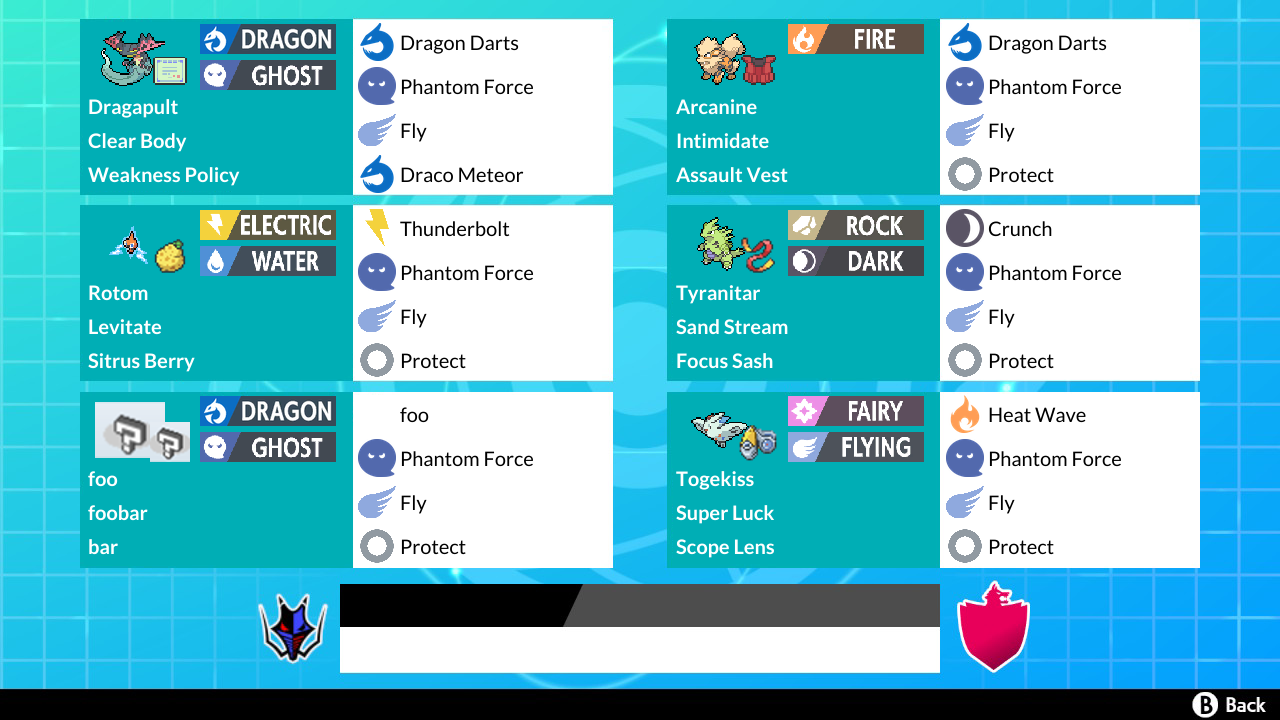 DRAGON
GHOST
Dragapult
Clear Body
Weakness Policy
Dragon Darts
Phantom Force
Fly
Draco Meteor
FIRE
Arcanine
Intimidate
Assault Vest
Dragon Darts
Phantom Force
Fly
Protect
ELECTRIC
WATER
Rotom
Levitate
Sitrus Berry
Thunderbolt
Phantom Force
Fly
Protect
ROCK
DARK
Tyranitar
Sand Stream
Focus Sash
Crunch
Phantom Force
Fly
Protect
DRAGON
GHOST
foo
foobar
bar
foo
Phantom Force
Fly
Protect
FAIRY
FLYING
Togekiss
Super Luck
Scope Lens
Heat Wave
Phantom Force
Fly
Protect
B Back